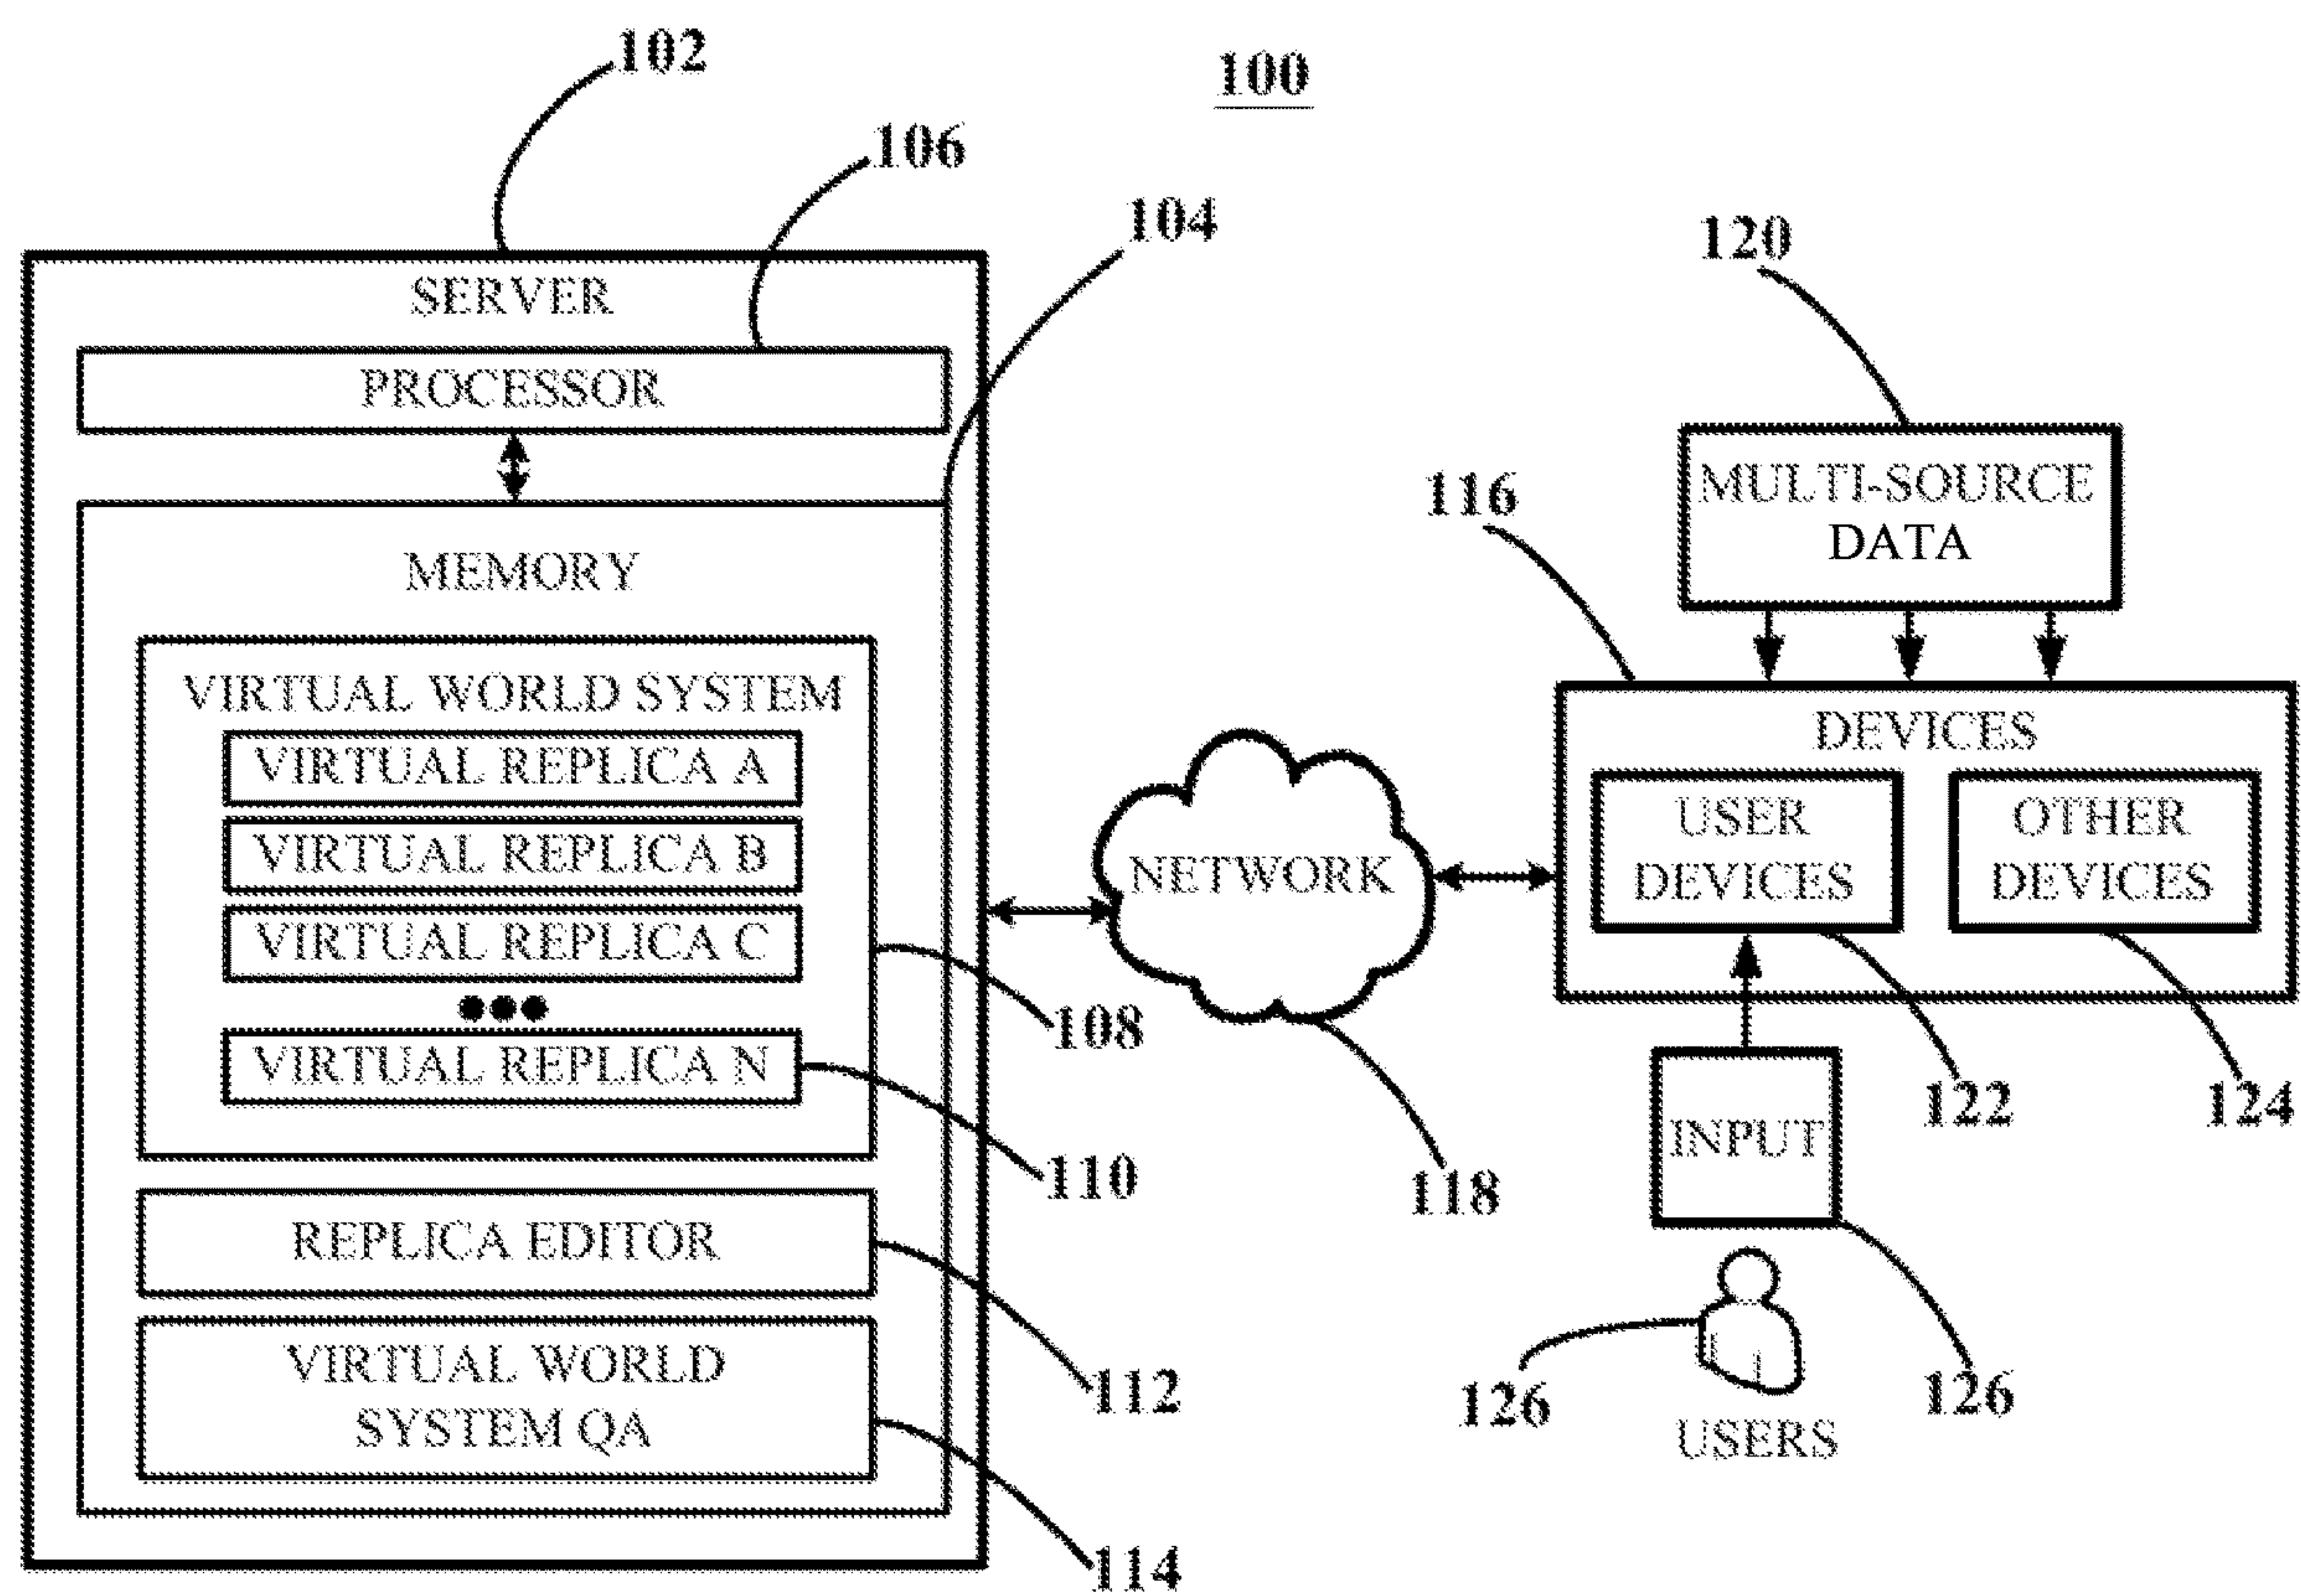 102
100
106
104
SERVER
120
PROCESSOR
116
MULTI-SOURCE
DATA
MEMORY
VIRTUAL WORLD SYSTEM
VIRTUAL REPLICA A
VIRTUAL REPLICA B
VIRTUAL REPLICA C
●●●
VIRTUAL REPLICA N
108
110
REPLICA EDITOR
112
VIRTUAL WORLD
SYSTEM QA
114
NETWORK
118
DEVICES
USER
DEVICES
OTHER
DEVICES
122
124
INPUT
126
126
USERS